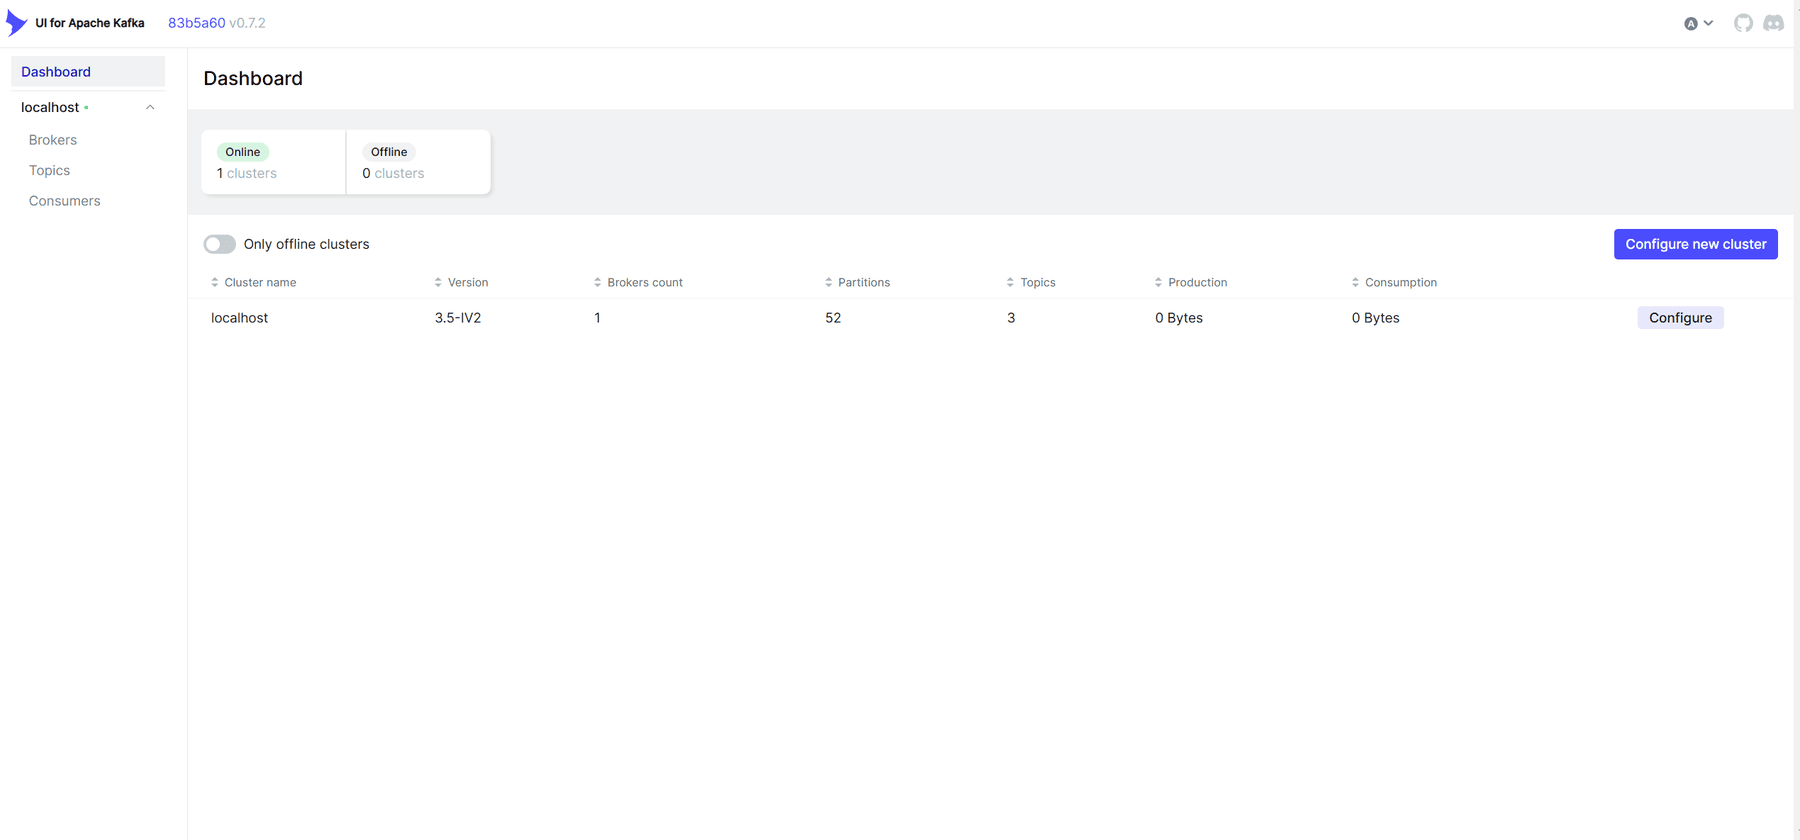 UI for Apache Kafka 83b5a60 v0.7.2
A
Dashboard
localhost
Brokers
Topics
Consumers
Dashboard
Online
1 clusters
Offline
0 clusters
Only offline clusters
Configure new cluster
Cluster name Version Brokers count Partitions Topics Production Consumption
localhost 3.5-IV2 1 52 3 0 Bytes 0 Bytes Configure